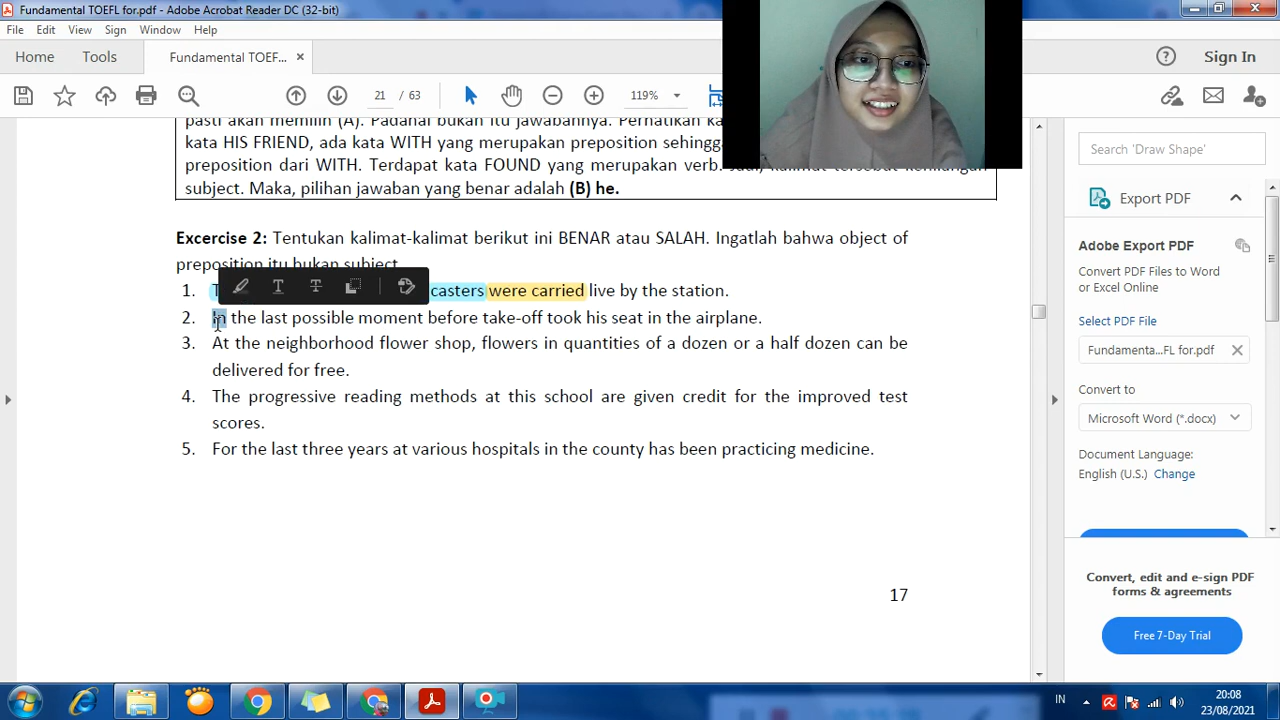 Fundamental TOEFL for.pdf - Adobe Acrobat Reader DC (32-bit)
File Edit View Sign Window Help
Home Tools Fundamental TOEF... × Sign In
21 / 63 119%
pasti akan memilih (A). Padahal bukan itu jawabannya. Perhatikan
kata HIS FRIEND, ada kata WITH yang merupakan preposition
preposition dari WITH. Terdapat kata FOUND yang merupakan verb. Jadi, kalimat tersebut kehilangan
subject. Maka, pilihan jawaban yang benar adalah (B) he.
Excercise 2: Tentukan kalimat-kalimat berikut ini BENAR atau SALAH. Ingatlah bahwa object of
preposition itu bukan subject.
1. casters were carried live by the station.
2. In the last possible moment before take-off took his seat in the airplane.
3. At the neighborhood flower shop, flowers in quantities of a dozen or a half dozen can be
delivered for free.
4. The progressive reading methods at this school are given credit for the improved test
scores.
5. For the last three years at various hospitals in the county has been practicing medicine.
17
Search 'Draw Shape'
Export PDF
Adobe Export PDF
Convert PDF Files to Word
or Excel Online
Select PDF File
Fundamenta...FL for.pdf
Convert to
Microsoft Word (*.docx)
Document Language:
English (U.S.) Change
Convert, edit and e-sign PDF
forms & agreements
Free 7-Day Trial
IN
20:08
23/08/2021